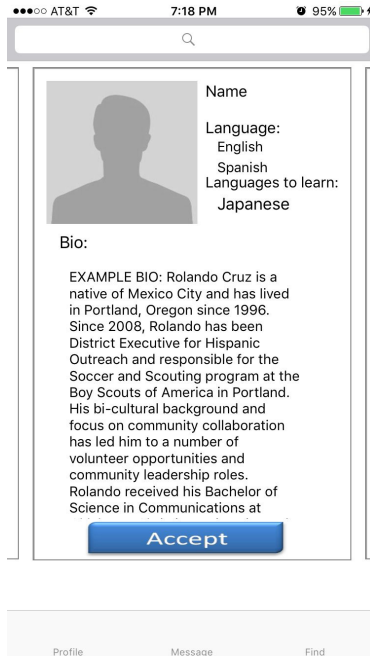 AT&T 7:18 PM 95%
Name
Language:
English
Spanish
Languages to learn:
Japanese
Bio:
EXAMPLE BIO: Rolando Cruz is a
native of Mexico City and has lived
in Portland, Oregon since 1996.
Since 2008, Rolando has been
District Executive for Hispanic
Outreach and responsible for the
Soccer and Scouting program at the
Boy Scouts of America in Portland.
His bi-cultural background and
focus on community collaboration
has led him to a number of
volunteer opportunities and
community leadership roles.
Rolando received his Bachelor of
Science in Communications at
Accept
Profile Message Find